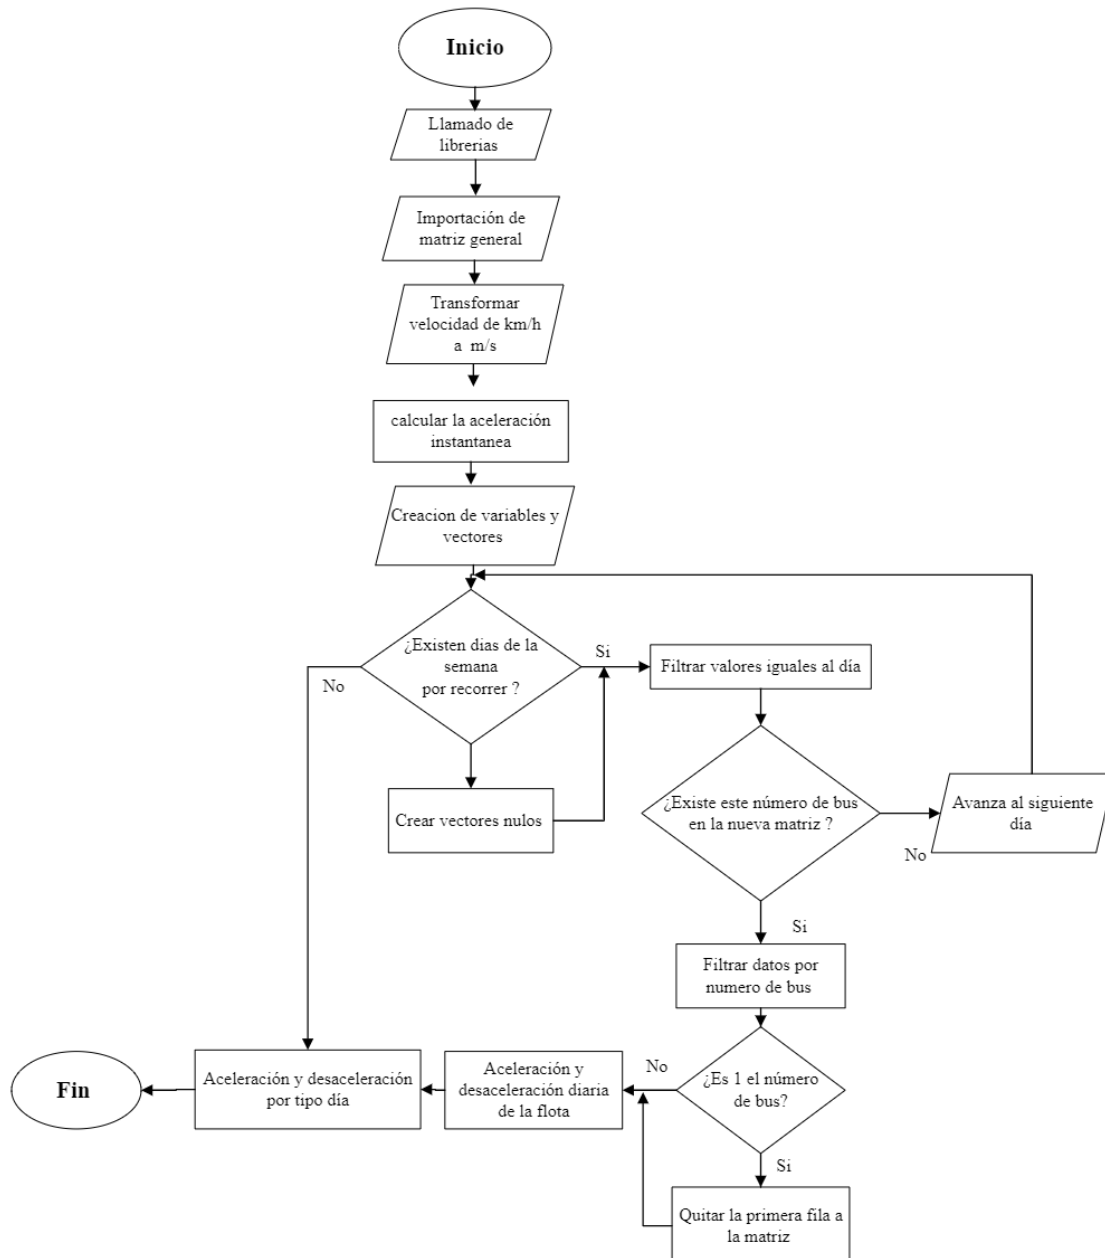 Inicio
Llamado de
librerias
Importación de
matriz general
Transformar
velocidad de km/h
a m/s
calcular la aceleración
instantanea
Creacion de variables y
vectores
¿Existen dias de la
semana
por recorrer ?
Si
No
Filtrar valores iguales al día
Crear vectores nulos
¿Existe este número de bus
en la nueva matriz ?
Avanza al siguiente
día
No
Si
Filtrar datos por
numero de bus
¿Es 1 el número
de bus?
No
Aceleración y
desaceleración diaria
de la flota
Aceleración y desaceleración
por tipo día
Fin
Si
Quitar la primera fila a
la matriz